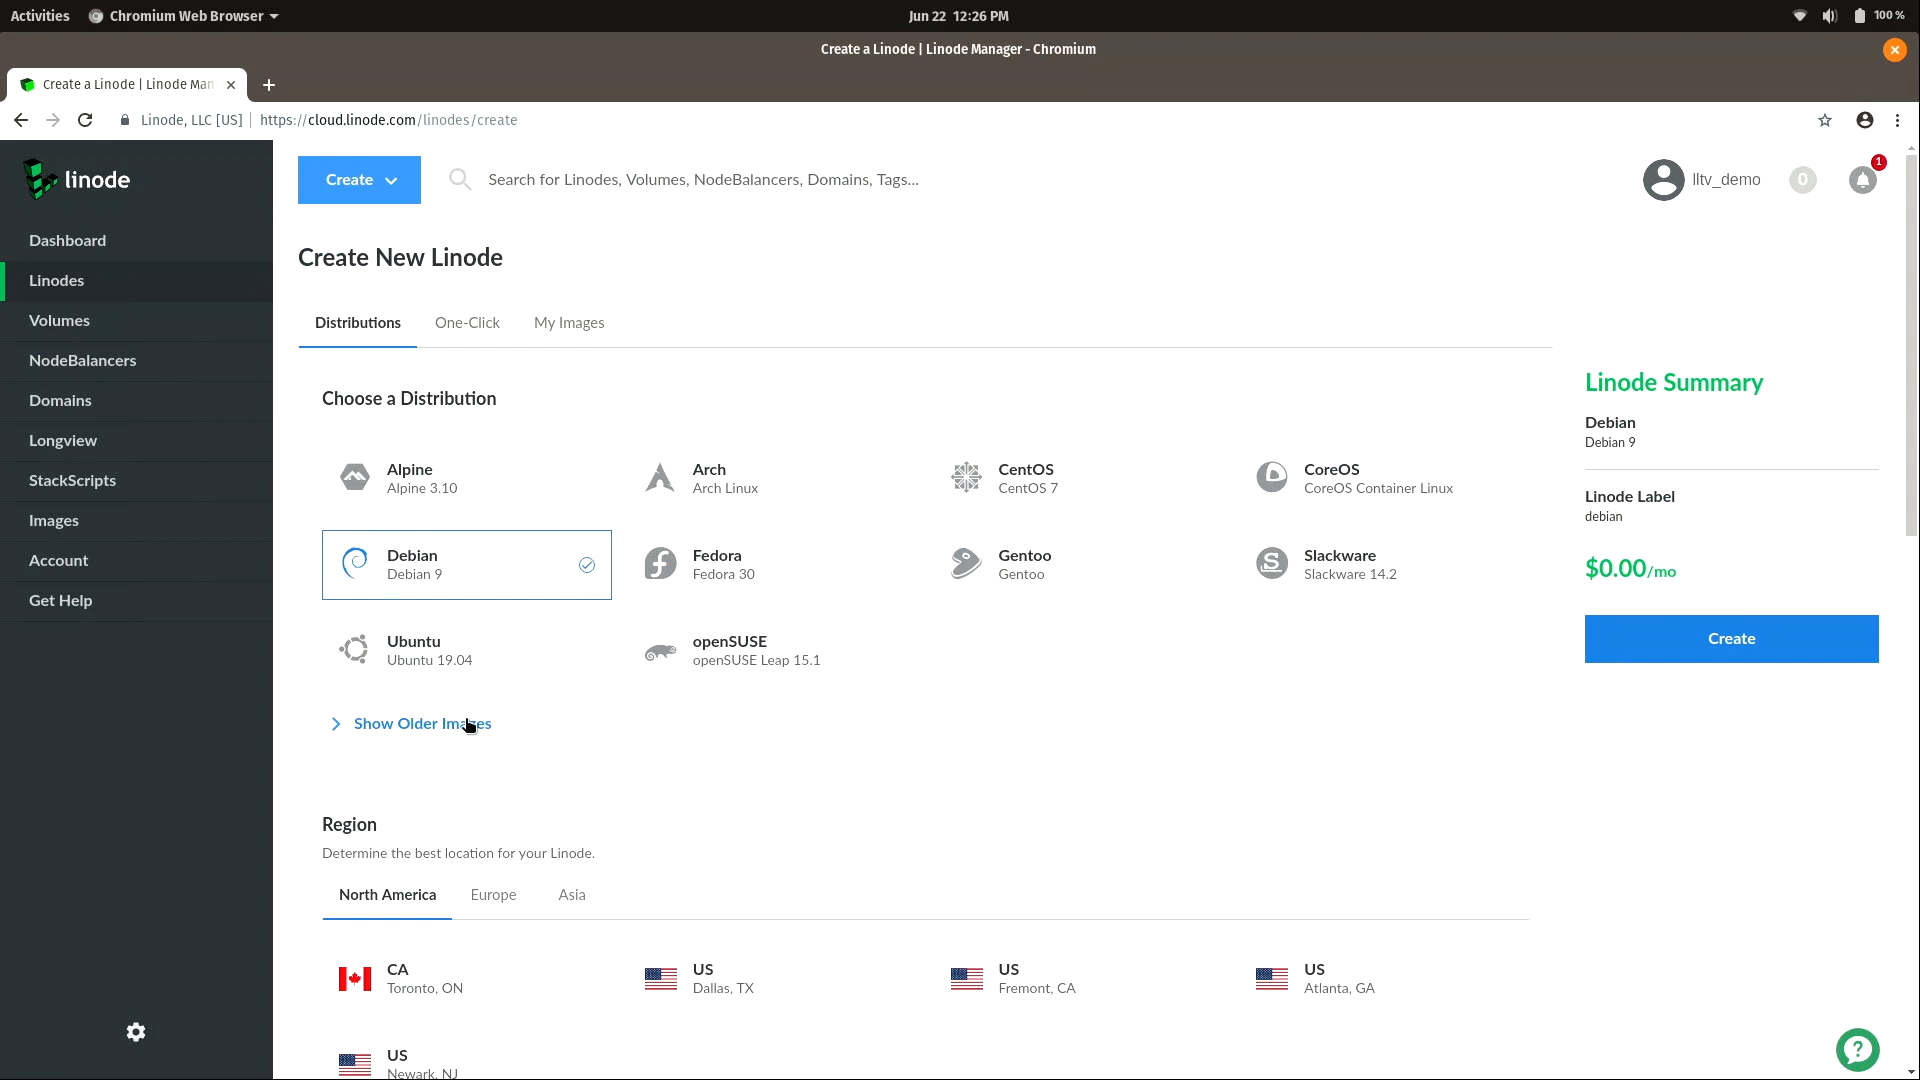 Activities
Chromium Web Browser
Jun 22 12:26 PM
100 %
Create a Linode | Linode Manager - Chromium
Create a Linode | Linode Man
Linode, LLC [US] | https://cloud.linode.com/linodes/create
linode
Create
Search for Linodes, Volumes, NodeBalancers, Domains, Tags...
lltv_demo
0
1
Dashboard
Linodes
Volumes
NodeBalancers
Domains
Longview
StackScripts
Images
Account
Get Help
Create New Linode
Distributions
One-Click
My Images
Choose a Distribution
Alpine
Alpine 3.10
Arch
Arch Linux
CentOS
CentOS 7
CoreOS
CoreOS Container Linux
Debian
Debian 9
Fedora
Fedora 30
Gentoo
Gentoo
Slackware
Slackware 14.2
Ubuntu
Ubuntu 19.04
openSUSE
openSUSE Leap 15.1
Show Older Images
Region
Determine the best location for your Linode.
North America
Europe
Asia
CA
Toronto, ON
US
Dallas, TX
US
Fremont, CA
US
Atlanta, GA
US
Newark, NJ
Linode Summary
Debian
Debian 9
Linode Label
debian
$0.00/mo
Create
?